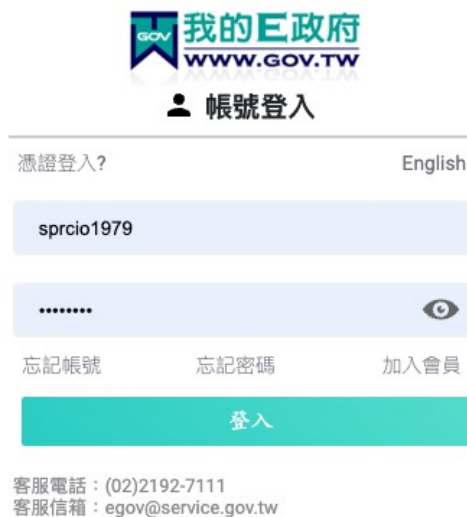 GOV 我的E政府
WWW.GOV.TW
帳號登入
憑證登入? English
sprcio1979
••••••••
忘記帳號 忘記密碼 加入會員
登入
客服電話：(02)2192-7111
客服信箱：egov@service.gov.tw